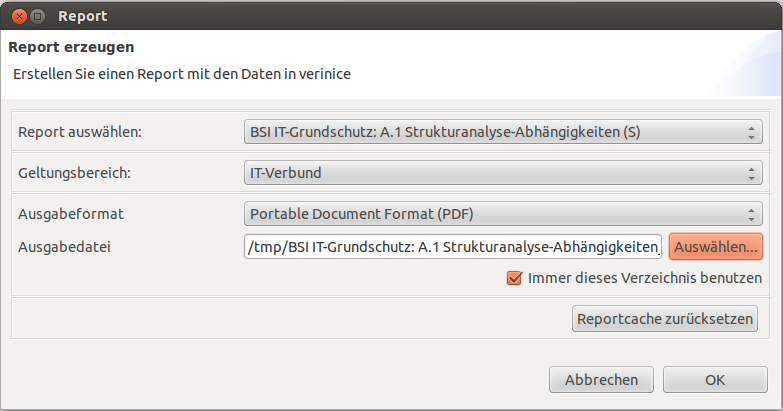 Report
Report erzeugen
Erstellen Sie einen Report mit den Daten in verinice
Report auswählen: BSI IT-Grundschutz: A.1 Strukturanalyse-Abhängigkeiten (S)
Geltungsbereich: IT-Verbund
Ausgabeformat Portable Document Format (PDF)
Ausgabedatei /tmp/BSI IT-Grundschutz: A.1 Strukturanalyse-Abhängigkeiten_ Auswählen...
Immer dieses Verzeichnis benutzen
Reportcache zurücksetzen
Abbrechen OK